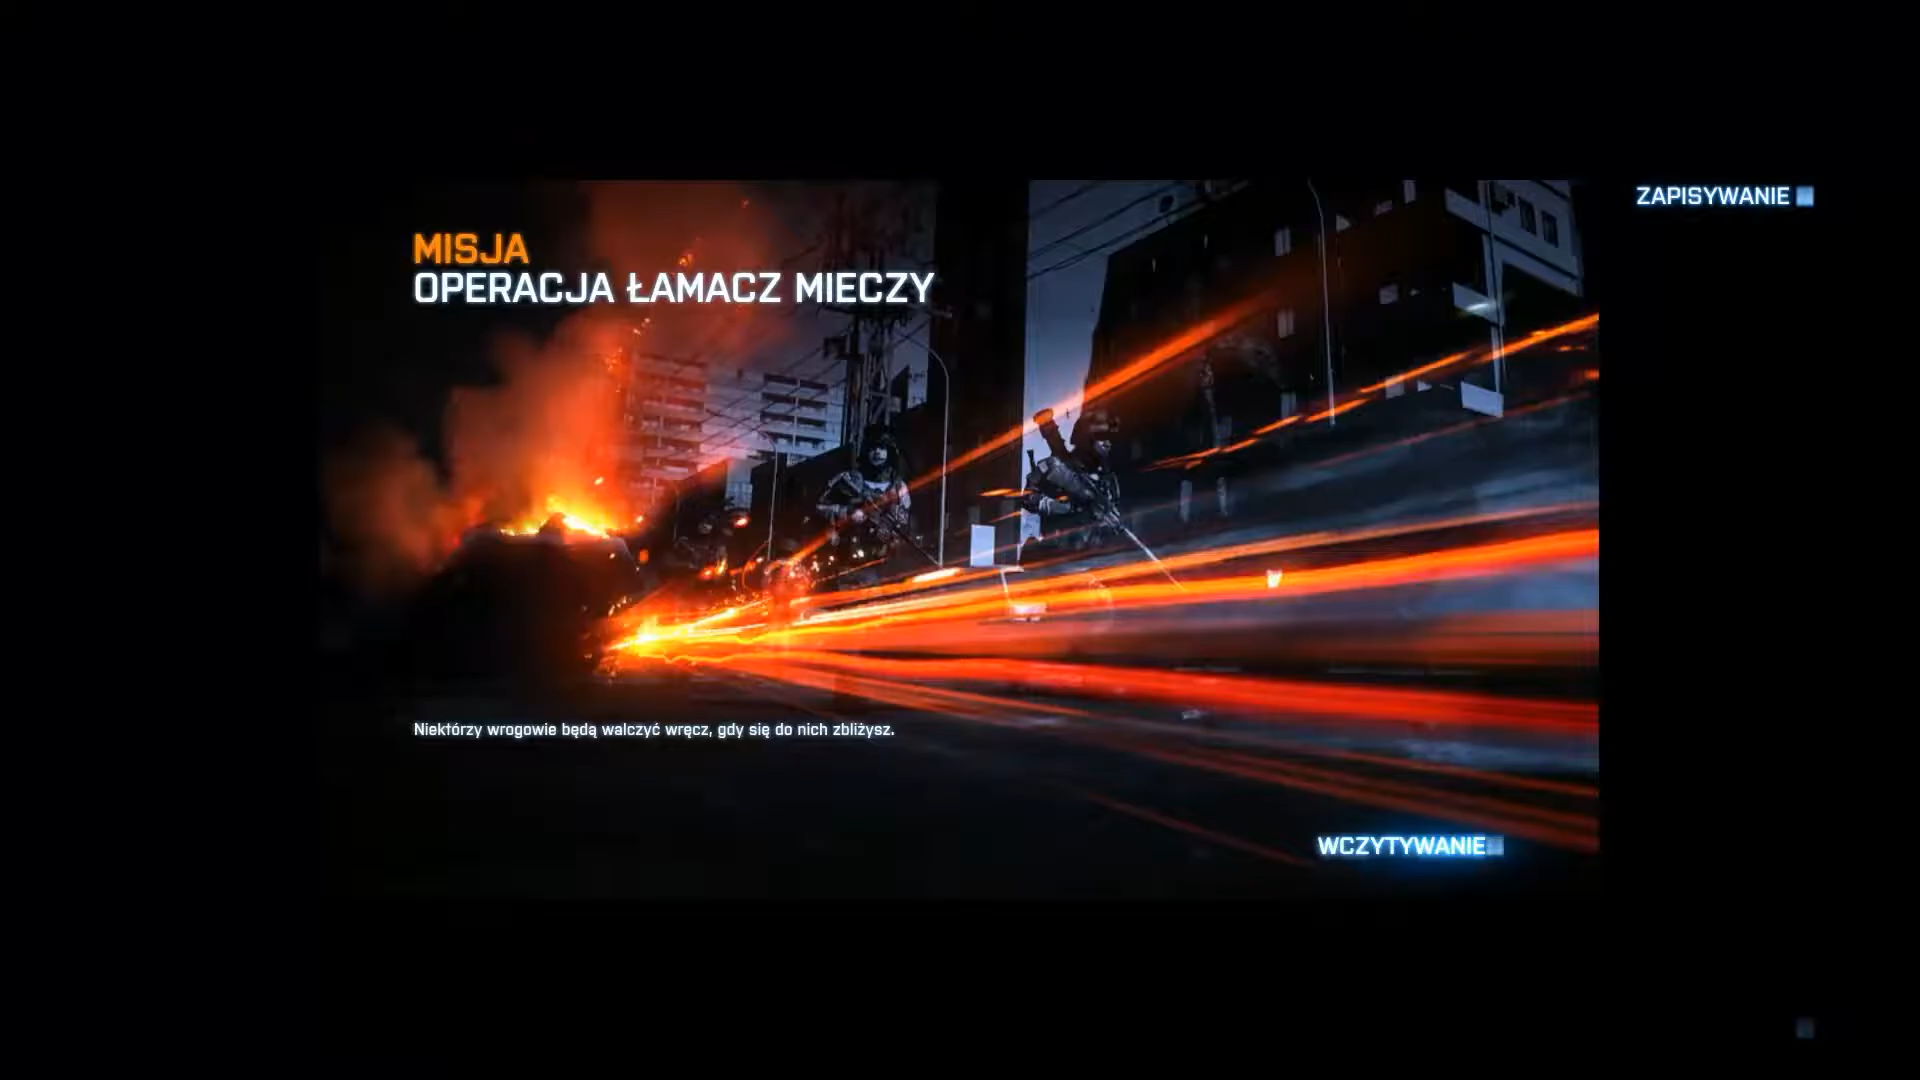 ZAPISYWANIE
MISJA
OPERACJA ŁAMACZ MIECZY
Niektórzy wrogowie będą walczyć wręcz, gdy się do nich zbliżysz.
WCZYTYWANIE